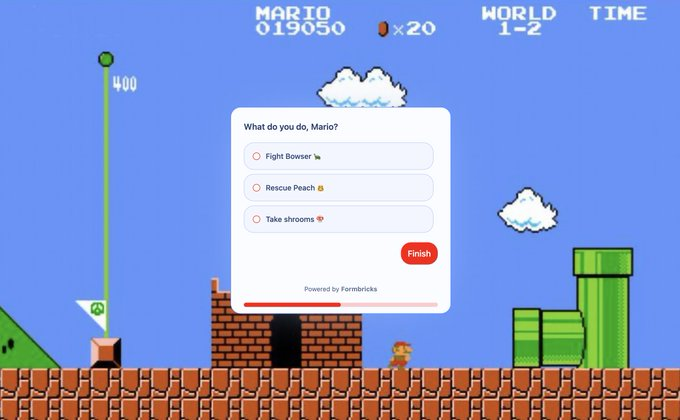 MARIO
019050
×20
WORLD
1-2
TIME
400
What do you do, Mario?
Fight Bowser 🐢
Rescue Peach 👸
Take shrooms 🍄
Finish
Powered by Formbricks